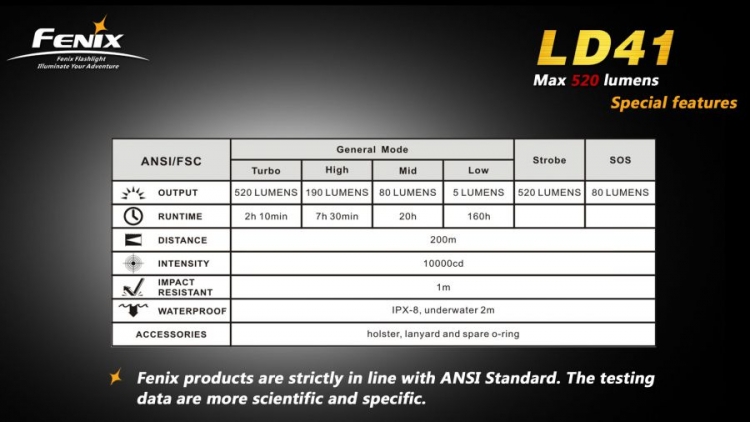 FENIX
Fenix Flashlight
Illuminate Your Adventure
LD41
Max 520 lumens
Special features
ANSI/FSC General Mode Strobe SOS
Turbo High Mid Low
OUTPUT 520 LUMENS 190 LUMENS 80 LUMENS 5 LUMENS 520 LUMENS 80 LUMENS
RUNTIME 2h 10min 7h 30min 20h 160h
DISTANCE 200m
INTENSITY 10000cd
IMPACT RESISTANT 1m
WATERPROOF IPX-8, underwater 2m
ACCESSORIES holster, lanyard and spare o-ring
Fenix products are strictly in line with ANSI Standard. The testing
data are more scientific and specific.